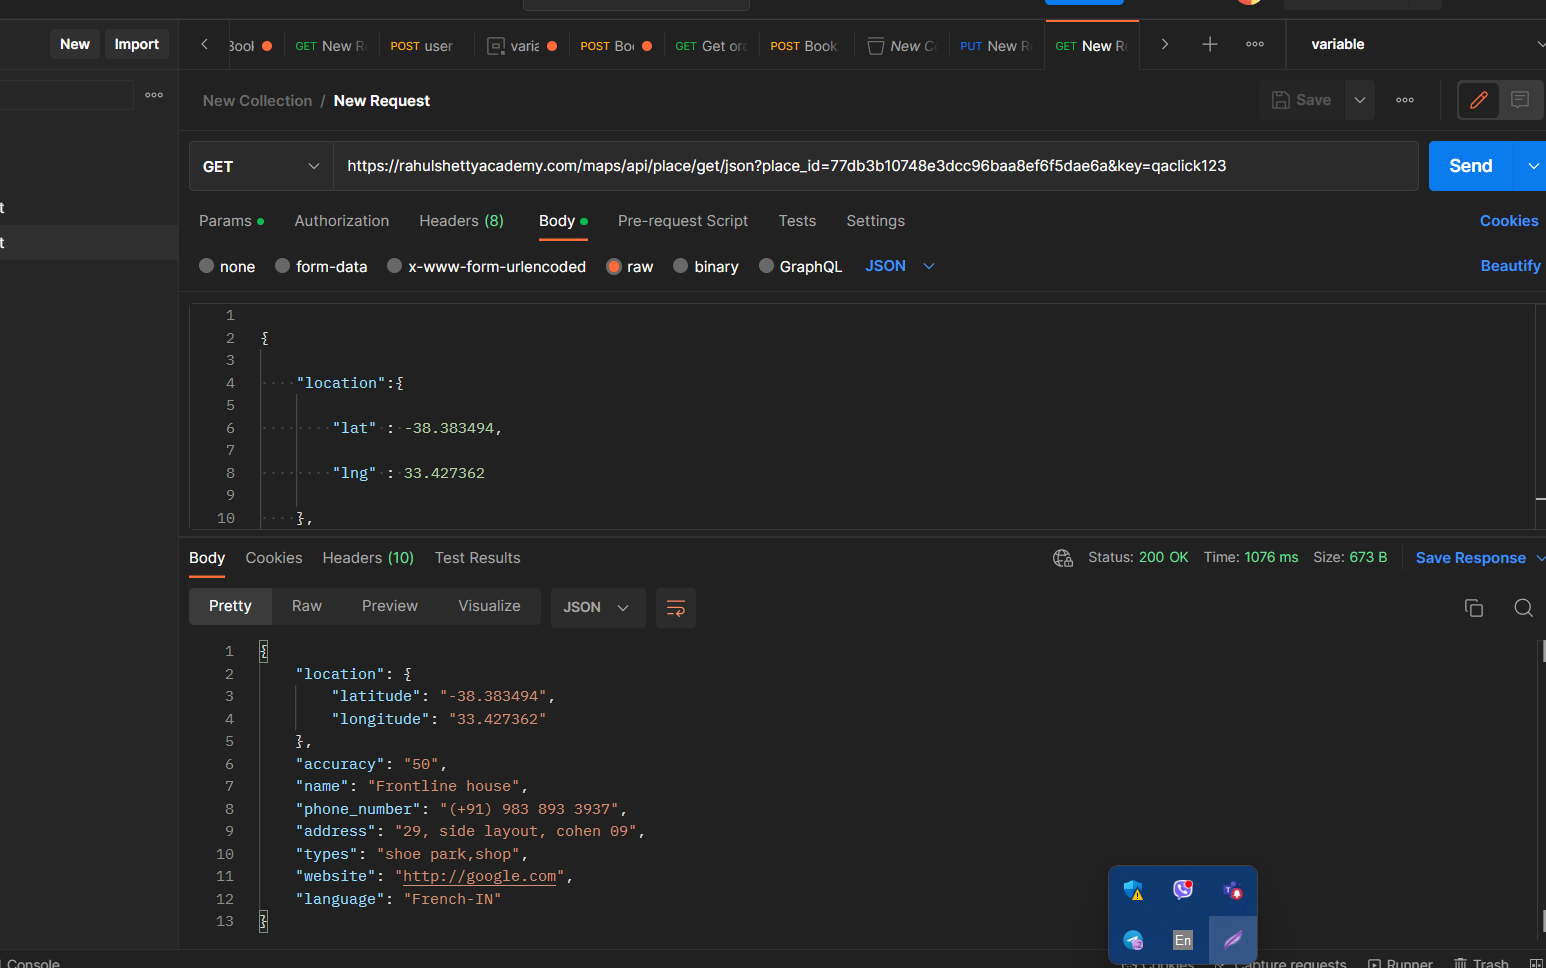 New
Import
Book
GET New Re
POST user
varia
POST Boo
GET Get ord
POST Book
New Co
PUT New Re
GET New Re
variable
New Collection / New Request
Save
GET
https://rahulshettyacademy.com/maps/api/place/get/json?place_id=77db3b10748e3dcc96baa8ef6f5dae6a&key=qaclick123
Send
t
t
Params
Authorization
Headers (8)
Body
Pre-request Script
Tests
Settings
Cookies
none
form-data
x-www-form-urlencoded
raw
binary
GraphQL
JSON
Beautify
1
2 {
3
4 "location":{
5
6 "lat" : -38.383494,
7
8 "lng" : 33.427362
9
10 },
Body
Cookies
Headers (10)
Test Results
Status: 200 OK
Time: 1076 ms
Size: 673 B
Save Response
Pretty
Raw
Preview
Visualize
JSON
1 {
2 "location": {
3 "latitude": "-38.383494",
4 "longitude": "33.427362"
5 },
6 "accuracy": "50",
7 "name": "Frontline house",
8 "phone_number": "(+91) 983 893 3937",
9 "address": "29, side layout, cohen 09",
10 "types": "shoe park,shop",
11 "website": "http://google.com",
12 "language": "French-IN"
13 }
En
Console
Cookies
Capture requests
Runner
Trash